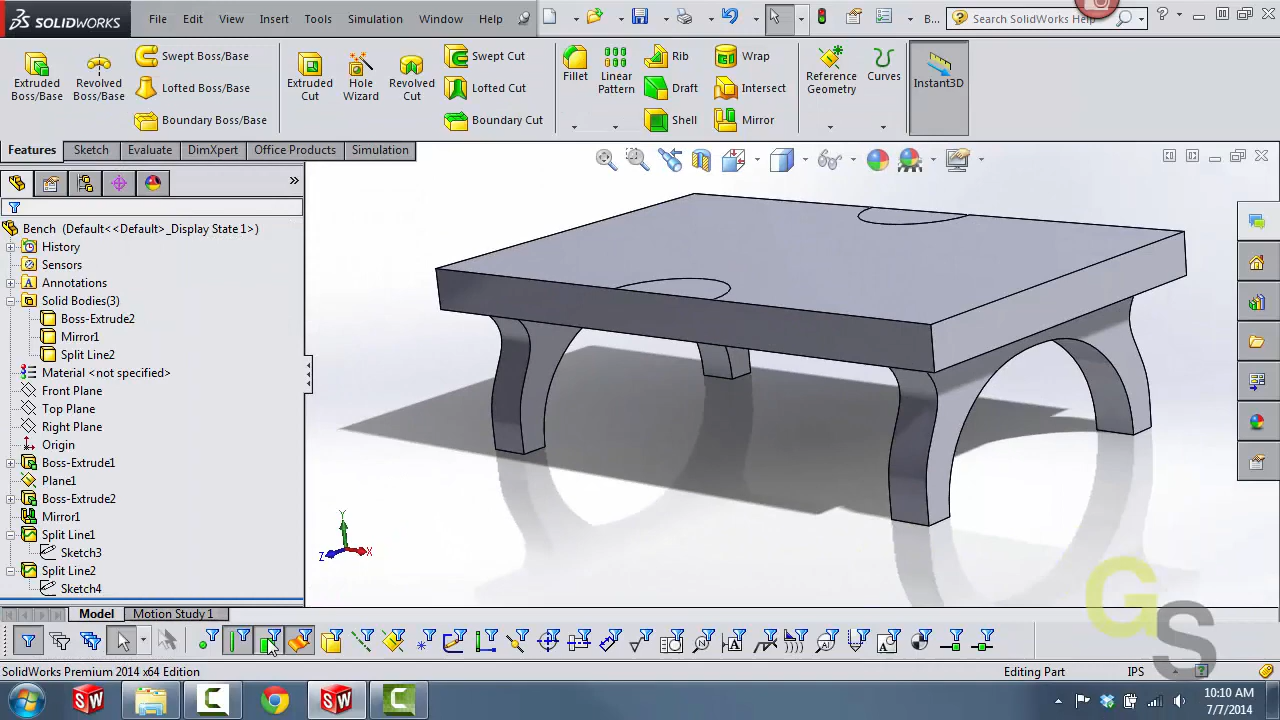 SOLIDWORKS File Edit View Insert Tools Simulation Window Help B... Search SolidWorks Help
Extruded Boss/Base
Revolved Boss/Base
Swept Boss/Base
Lofted Boss/Base
Boundary Boss/Base
Extruded Cut
Hole Wizard
Revolved Cut
Swept Cut
Lofted Cut
Boundary Cut
Fillet
Linear Pattern
Rib
Draft
Shell
Wrap
Intersect
Mirror
Reference Geometry
Curves
Instant3D
Features Sketch Evaluate DimXpert Office Products Simulation
Bench (Default<<Default>_Display State 1>)
History
Sensors
Annotations
Solid Bodies(3)
Boss-Extrude2
Mirror1
Split Line2
Material <not specified>
Front Plane
Top Plane
Right Plane
Origin
Boss-Extrude1
Plane1
Boss-Extrude2
Mirror1
Split Line1
Sketch3
Split Line2
Sketch4
Y
Z X
Model Motion Study 1
GS
SolidWorks Premium 2014 x64 Edition Editing Part IPS
10:10 AM
7/7/2014